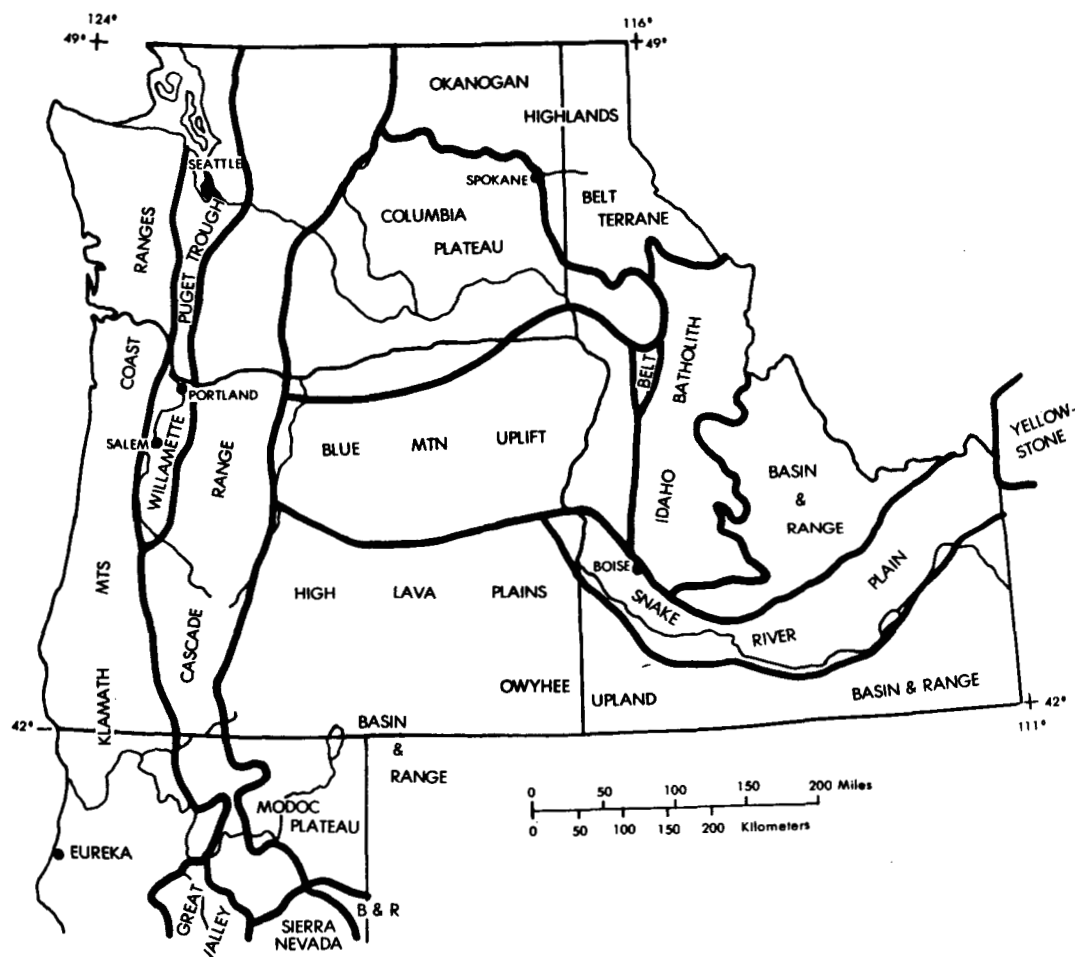 124°
49°
116°
49°
OKANOGAN
HIGHLANDS
SEATTLE
SPOKANE
BELT
TERRANE
COLUMBIA
PLATEAU
RANGES
PUGET TROUGH
COAST
PORTLAND
BELT
BATHOLITH
YELLOW-
STONE
SALEM
WILLAMETTE
RANGE
BLUE MTN UPLIFT
IDAHO
BASIN
&
RANGE
BOISE
SNAKE
RIVER
PLAIN
MTS
HIGH LAVA PLAINS
CASCADE
KLAMATH
OWYHEE UPLAND
BASIN & RANGE
42°
42°
111°
BASIN
&
RANGE
MODOC
PLATEAU
0 50 100 150 200 Miles
0 50 100 150 200 Kilometers
EUREKA
B & R
GREAT
VALLEY
SIERRA
NEVADA